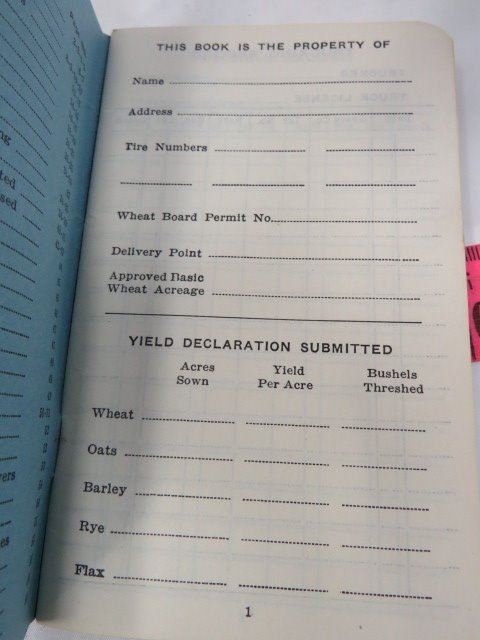 THIS BOOK IS THE PROPERTY OF
Name
Address
Tire Numbers
Wheat Board Permit No.
Delivery Point
Approved Basic
Wheat Acreage
YIELD DECLARATION SUBMITTED
Acres Yield Bushels
Sown Per Acre Threshed
Wheat
Oats
Barley
Rye
Flax
1